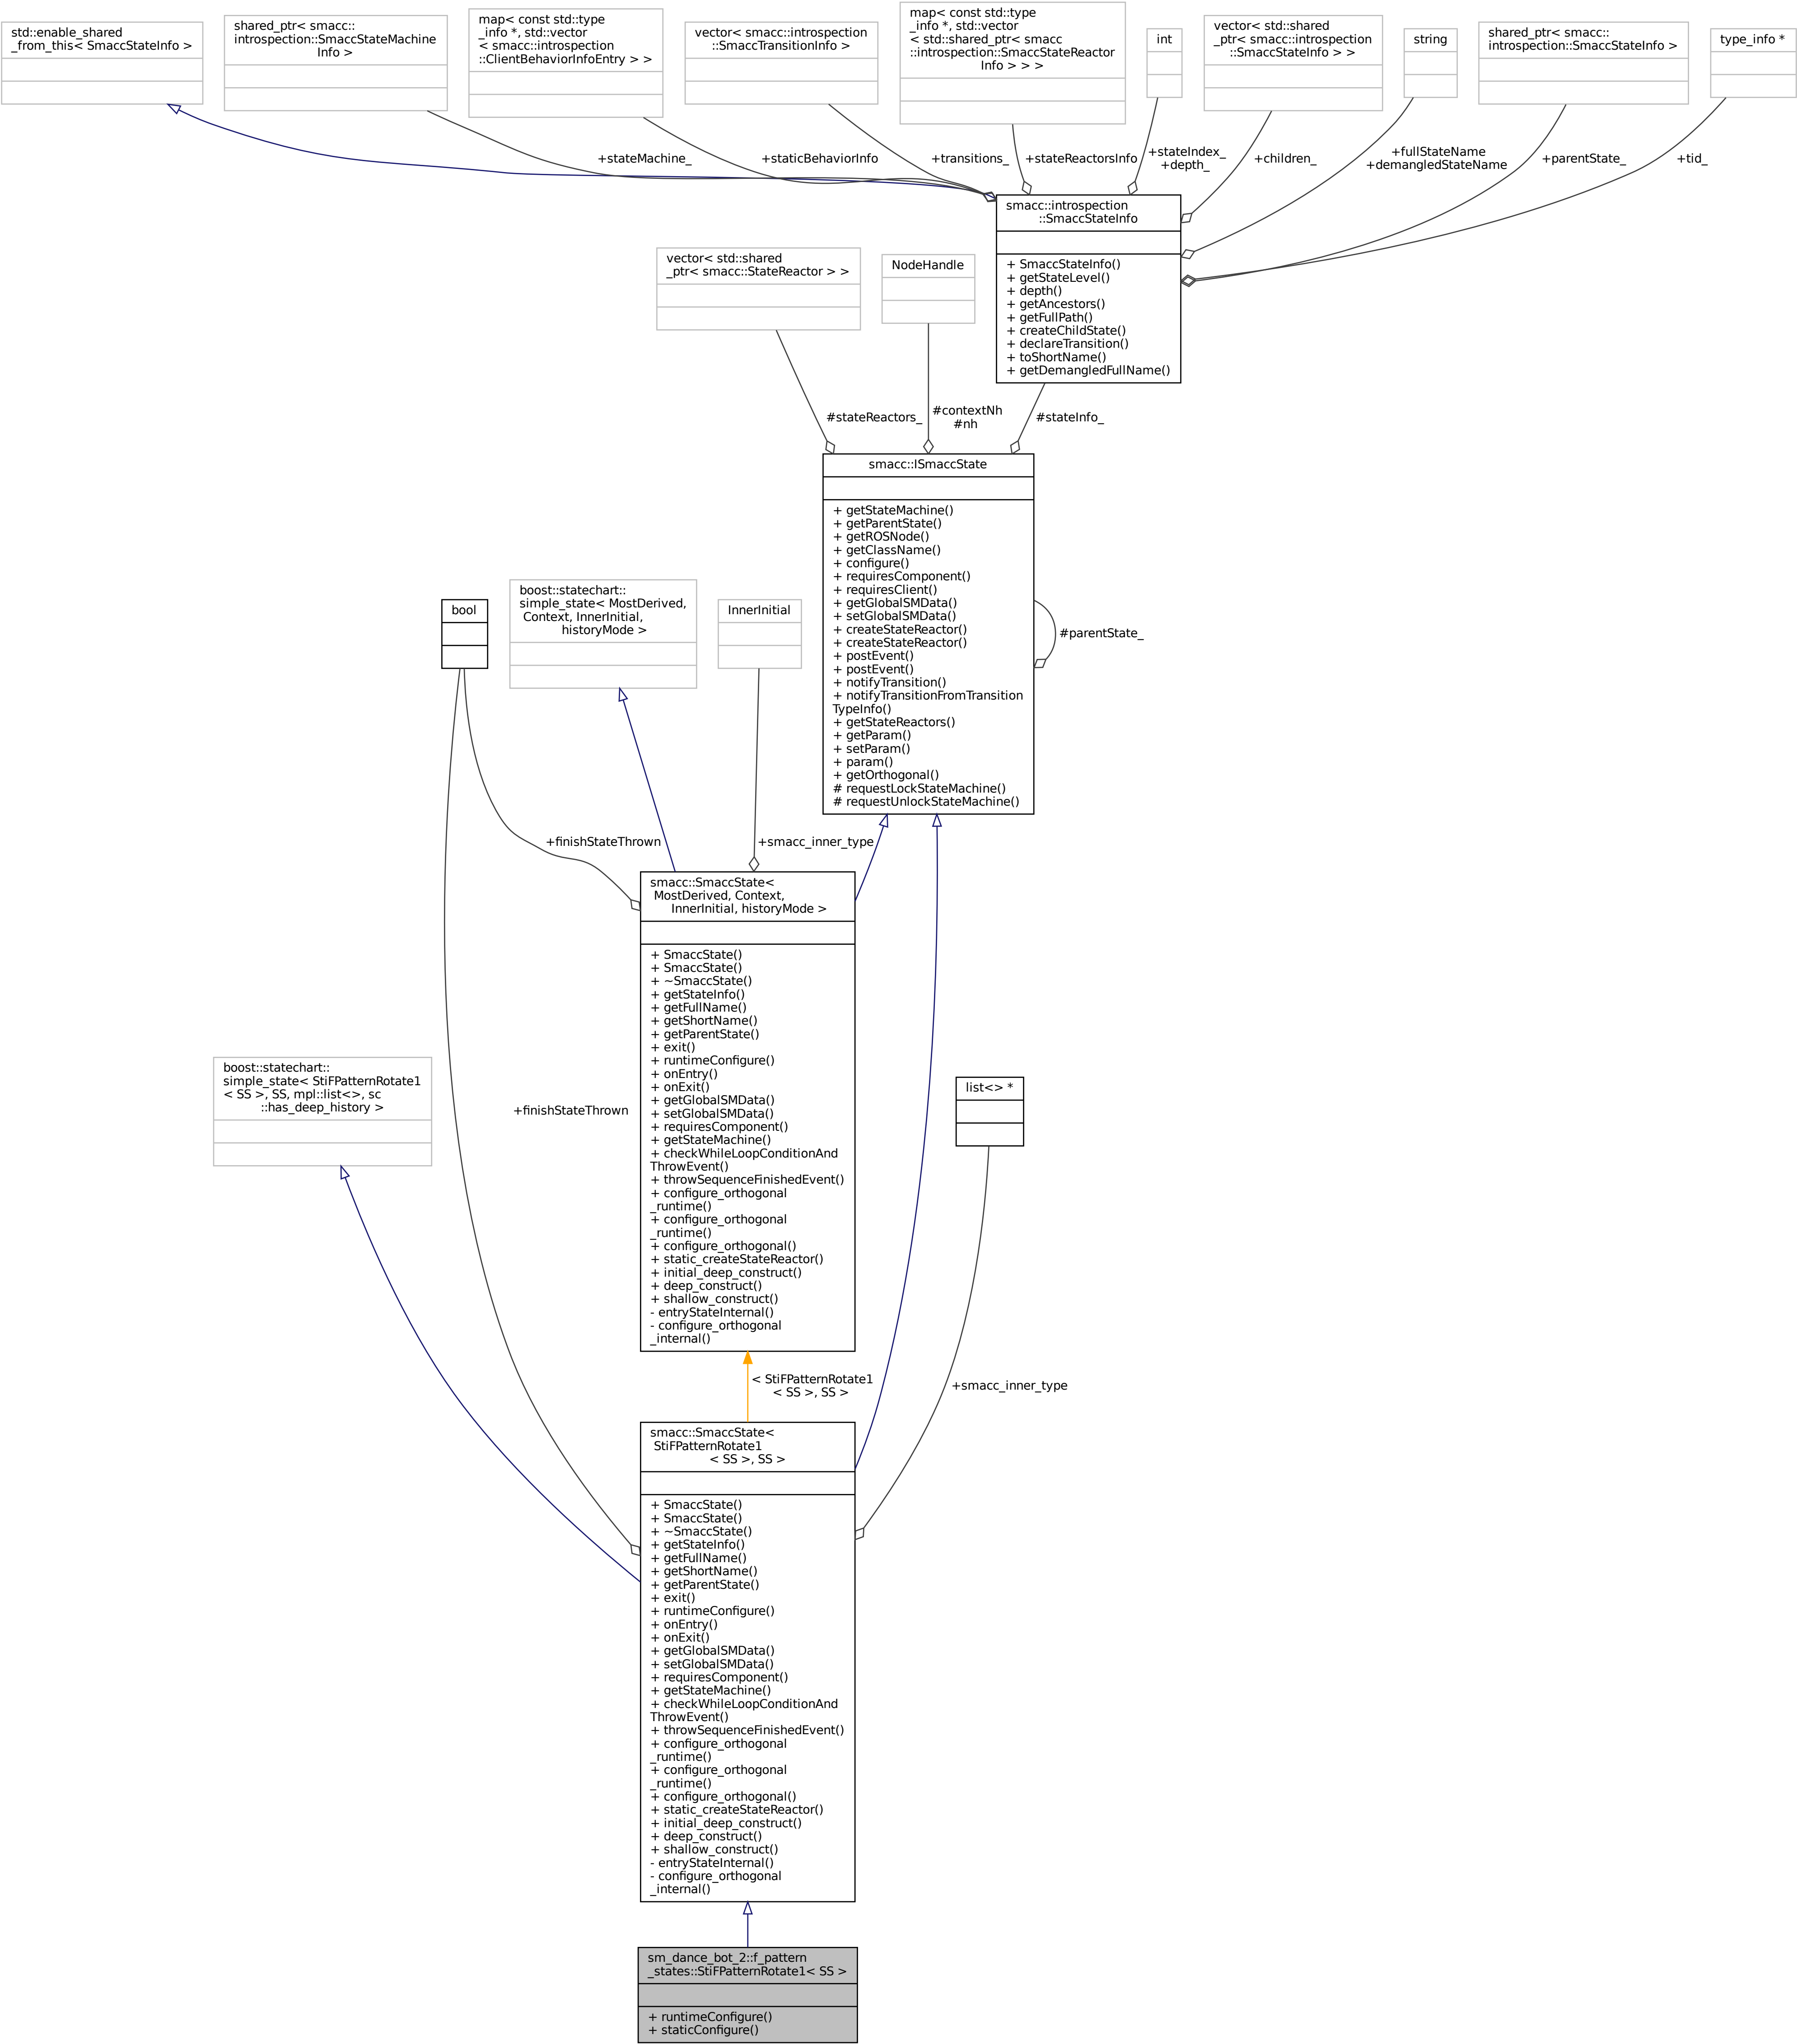 std::enable_shared
_from_this< SmaccStateInfo >
shared_ptr< smacc::
introspection::SmaccStateMachine
Info >
map< const std::type
_info *, std::vector
< smacc::introspection
::ClientBehaviorInfoEntry > >
vector< smacc::introspection
::SmaccTransitionInfo >
map< const std::type
_info *, std::vector
< std::shared_ptr< smacc
::introspection::SmaccStateReactor
Info > > >
int
vector< std::shared
_ptr< smacc::introspection
::SmaccStateInfo > >
string
shared_ptr< smacc::
introspection::SmaccStateInfo >
type_info *
+stateMachine_
+staticBehaviorInfo
+transitions_
+stateReactorsInfo
+stateIndex_
+depth_
+children_
+fullStateName
+demangledStateName
+parentState_
+tid_
smacc::introspection
::SmaccStateInfo
+ SmaccStateInfo()
+ getStateLevel()
+ depth()
+ getAncestors()
+ getFullPath()
+ createChildState()
+ declareTransition()
+ toShortName()
+ getDemangledFullName()
vector< std::shared
_ptr< smacc::StateReactor > >
NodeHandle
#stateReactors_
#contextNh
#nh
#stateInfo_
smacc::ISmaccState
+ getStateMachine()
+ getParentState()
+ getROSNode()
+ getClassName()
+ configure()
+ requiresComponent()
+ requiresClient()
+ getGlobalSMData()
+ setGlobalSMData()
+ createStateReactor()
+ createStateReactor()
+ postEvent()
+ postEvent()
+ notifyTransition()
+ notifyTransitionFromTransition
TypeInfo()
+ getStateReactors()
+ getParam()
+ setParam()
+ param()
+ getOrthogonal()
# requestLockStateMachine()
# requestUnlockStateMachine()
#parentState_
bool
boost::statechart::
simple_state< MostDerived,
Context, InnerInitial,
historyMode >
InnerInitial
+finishStateThrown
+smacc_inner_type
smacc::SmaccState<
MostDerived, Context,
InnerInitial, historyMode >
+ SmaccState()
+ SmaccState()
+ ~SmaccState()
+ getStateInfo()
+ getFullName()
+ getShortName()
+ getParentState()
+ exit()
+ runtimeConfigure()
+ onEntry()
+ onExit()
+ getGlobalSMData()
+ setGlobalSMData()
+ requiresComponent()
+ getStateMachine()
+ checkWhileLoopConditionAnd
ThrowEvent()
+ throwSequenceFinishedEvent()
+ configure_orthogonal
_runtime()
+ configure_orthogonal
_runtime()
+ configure_orthogonal()
+ static_createStateReactor()
+ initial_deep_construct()
+ deep_construct()
+ shallow_construct()
- entryStateInternal()
- configure_orthogonal
_internal()
boost::statechart::
simple_state< StiFPatternRotate1
< SS >, SS, mpl::list<>, sc
::has_deep_history >
+finishStateThrown
list<> *
< StiFPatternRotate1
< SS >, SS >
+smacc_inner_type
smacc::SmaccState<
StiFPatternRotate1
< SS >, SS >
+ SmaccState()
+ SmaccState()
+ ~SmaccState()
+ getStateInfo()
+ getFullName()
+ getShortName()
+ getParentState()
+ exit()
+ runtimeConfigure()
+ onEntry()
+ onExit()
+ getGlobalSMData()
+ setGlobalSMData()
+ requiresComponent()
+ getStateMachine()
+ checkWhileLoopConditionAnd
ThrowEvent()
+ throwSequenceFinishedEvent()
+ configure_orthogonal
_runtime()
+ configure_orthogonal
_runtime()
+ configure_orthogonal()
+ static_createStateReactor()
+ initial_deep_construct()
+ deep_construct()
+ shallow_construct()
- entryStateInternal()
- configure_orthogonal
_internal()
sm_dance_bot_2::f_pattern
_states::StiFPatternRotate1< SS >
+ runtimeConfigure()
+ staticConfigure()